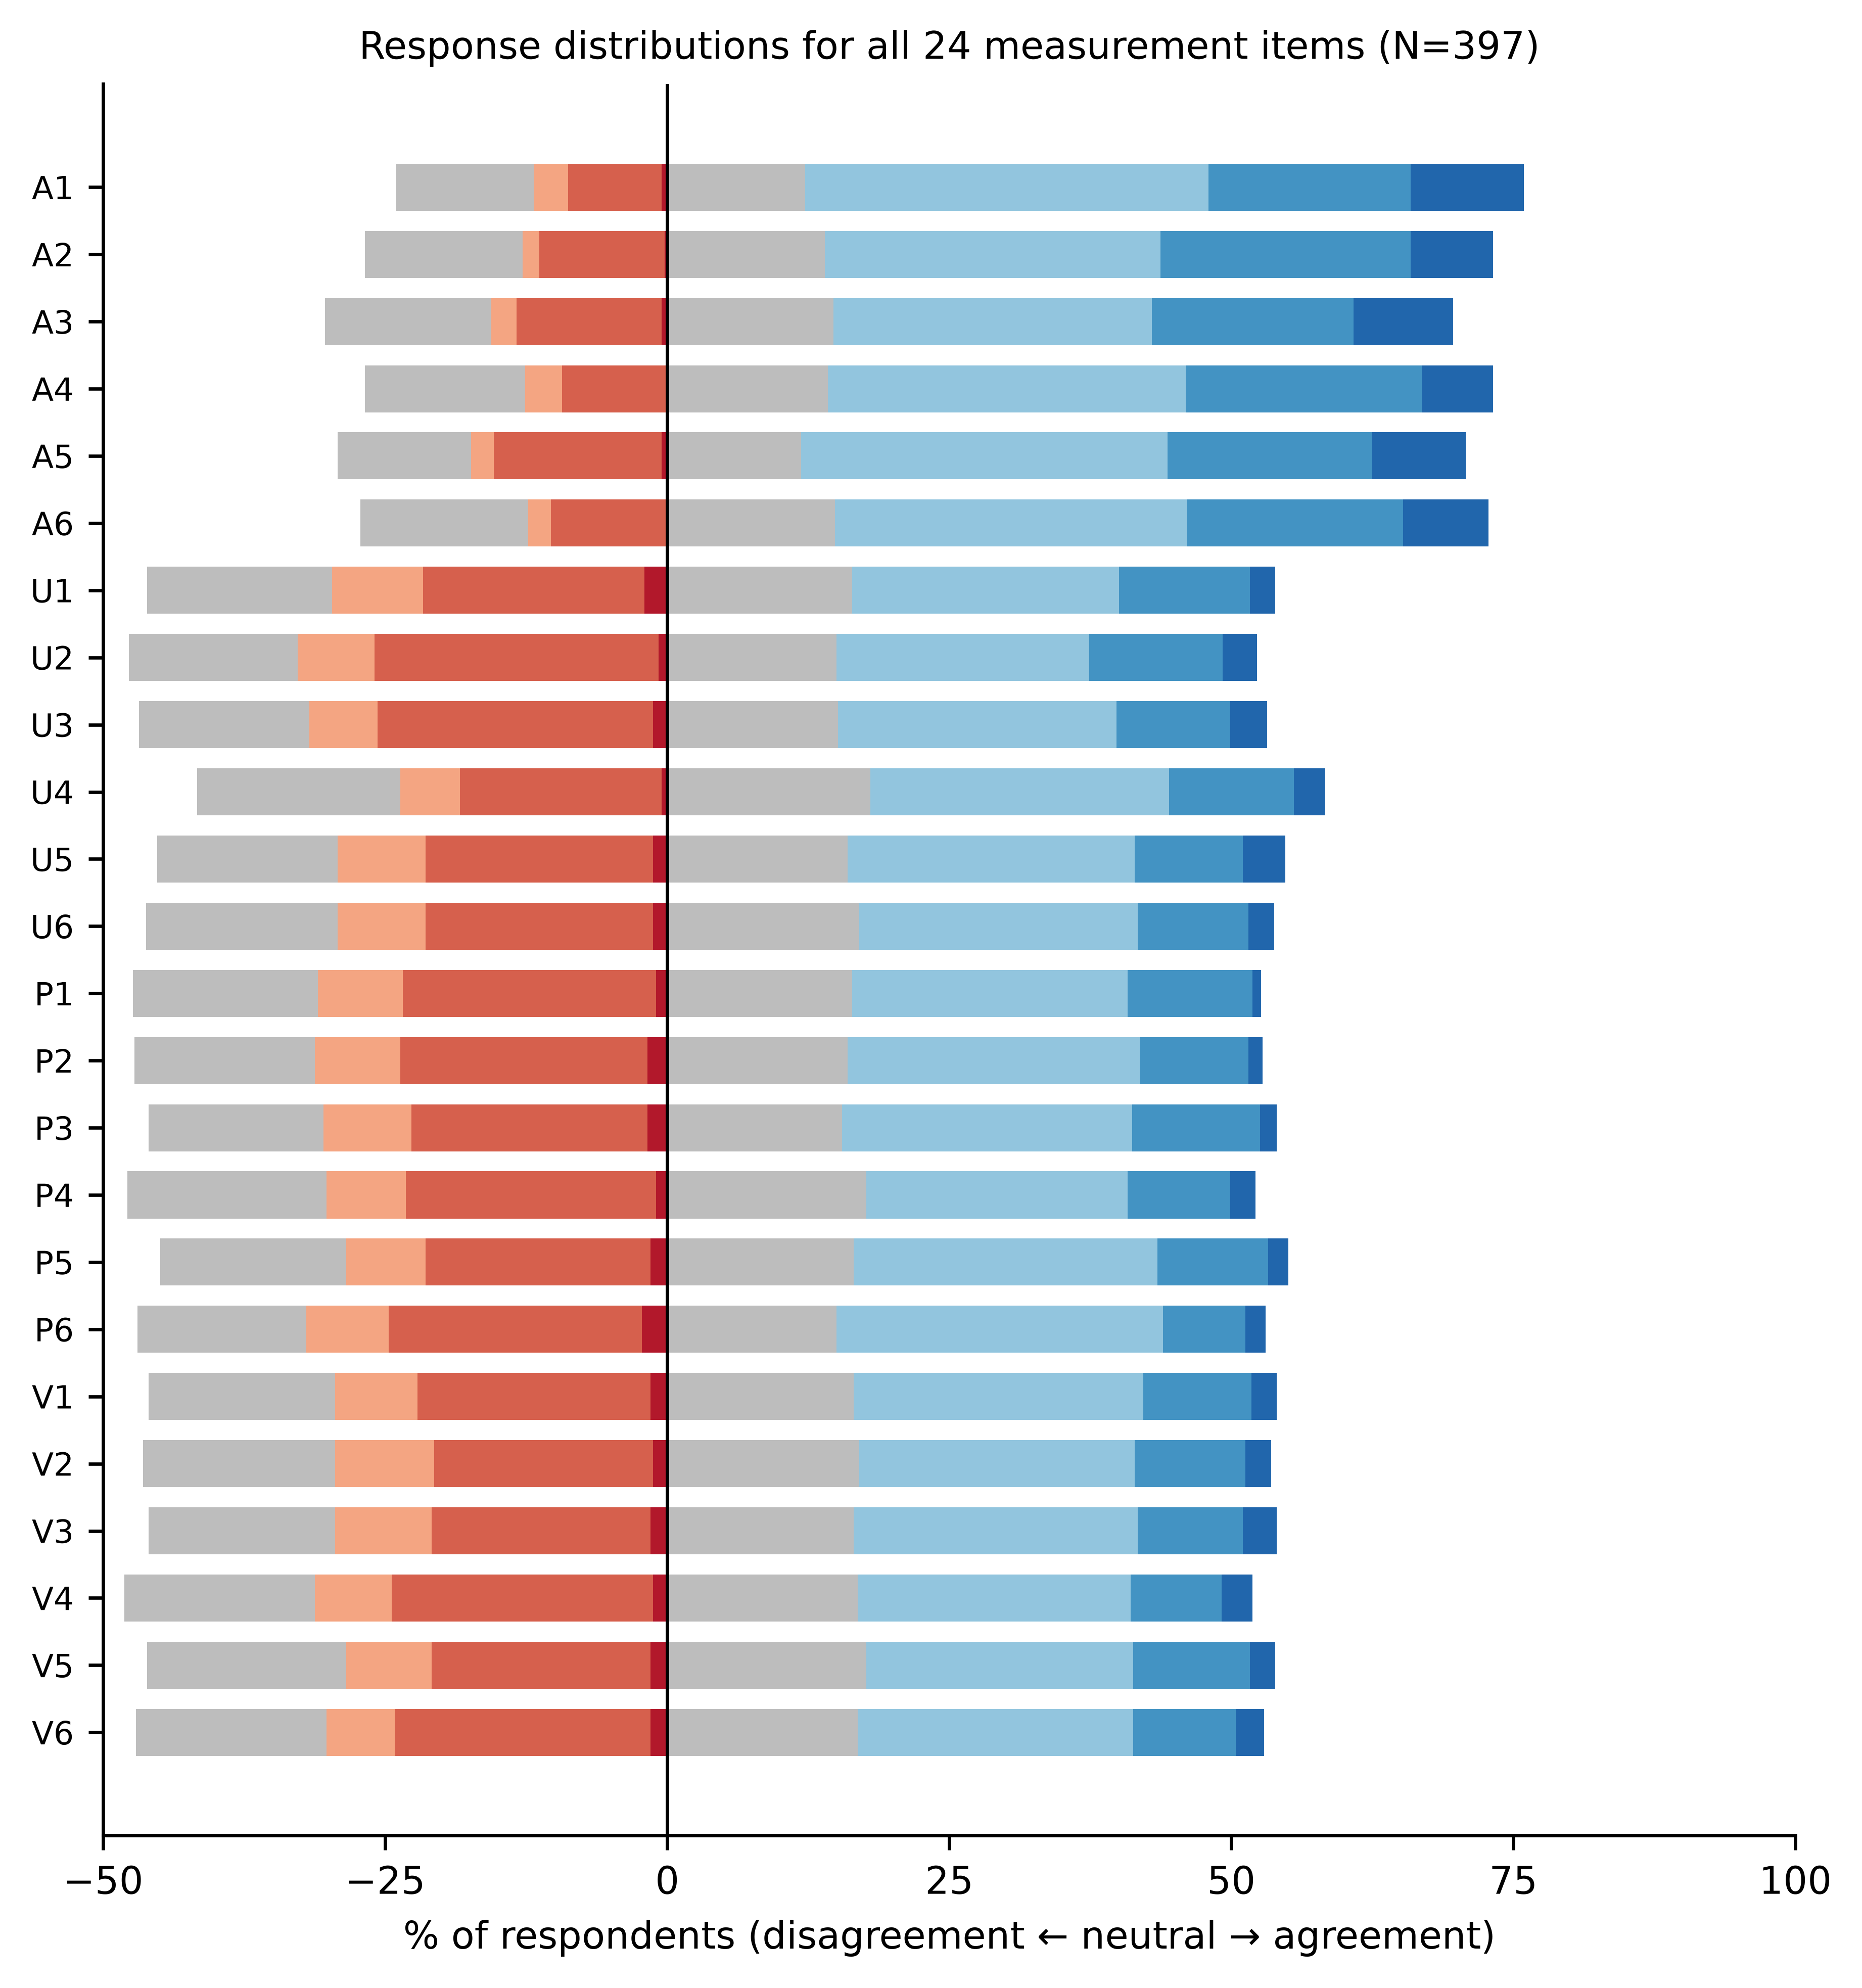 Response distributions for all 24 measurement items (N=397)
A1
A2
A3
A4
A5
A6
U1
U2
U3
U4
U5
U6
P1
P2
P3
P4
P5
P6
V1
V2
V3
V4
V5
V6
−50 −25 0 25 50 75 100
% of respondents (disagreement ← neutral → agreement)